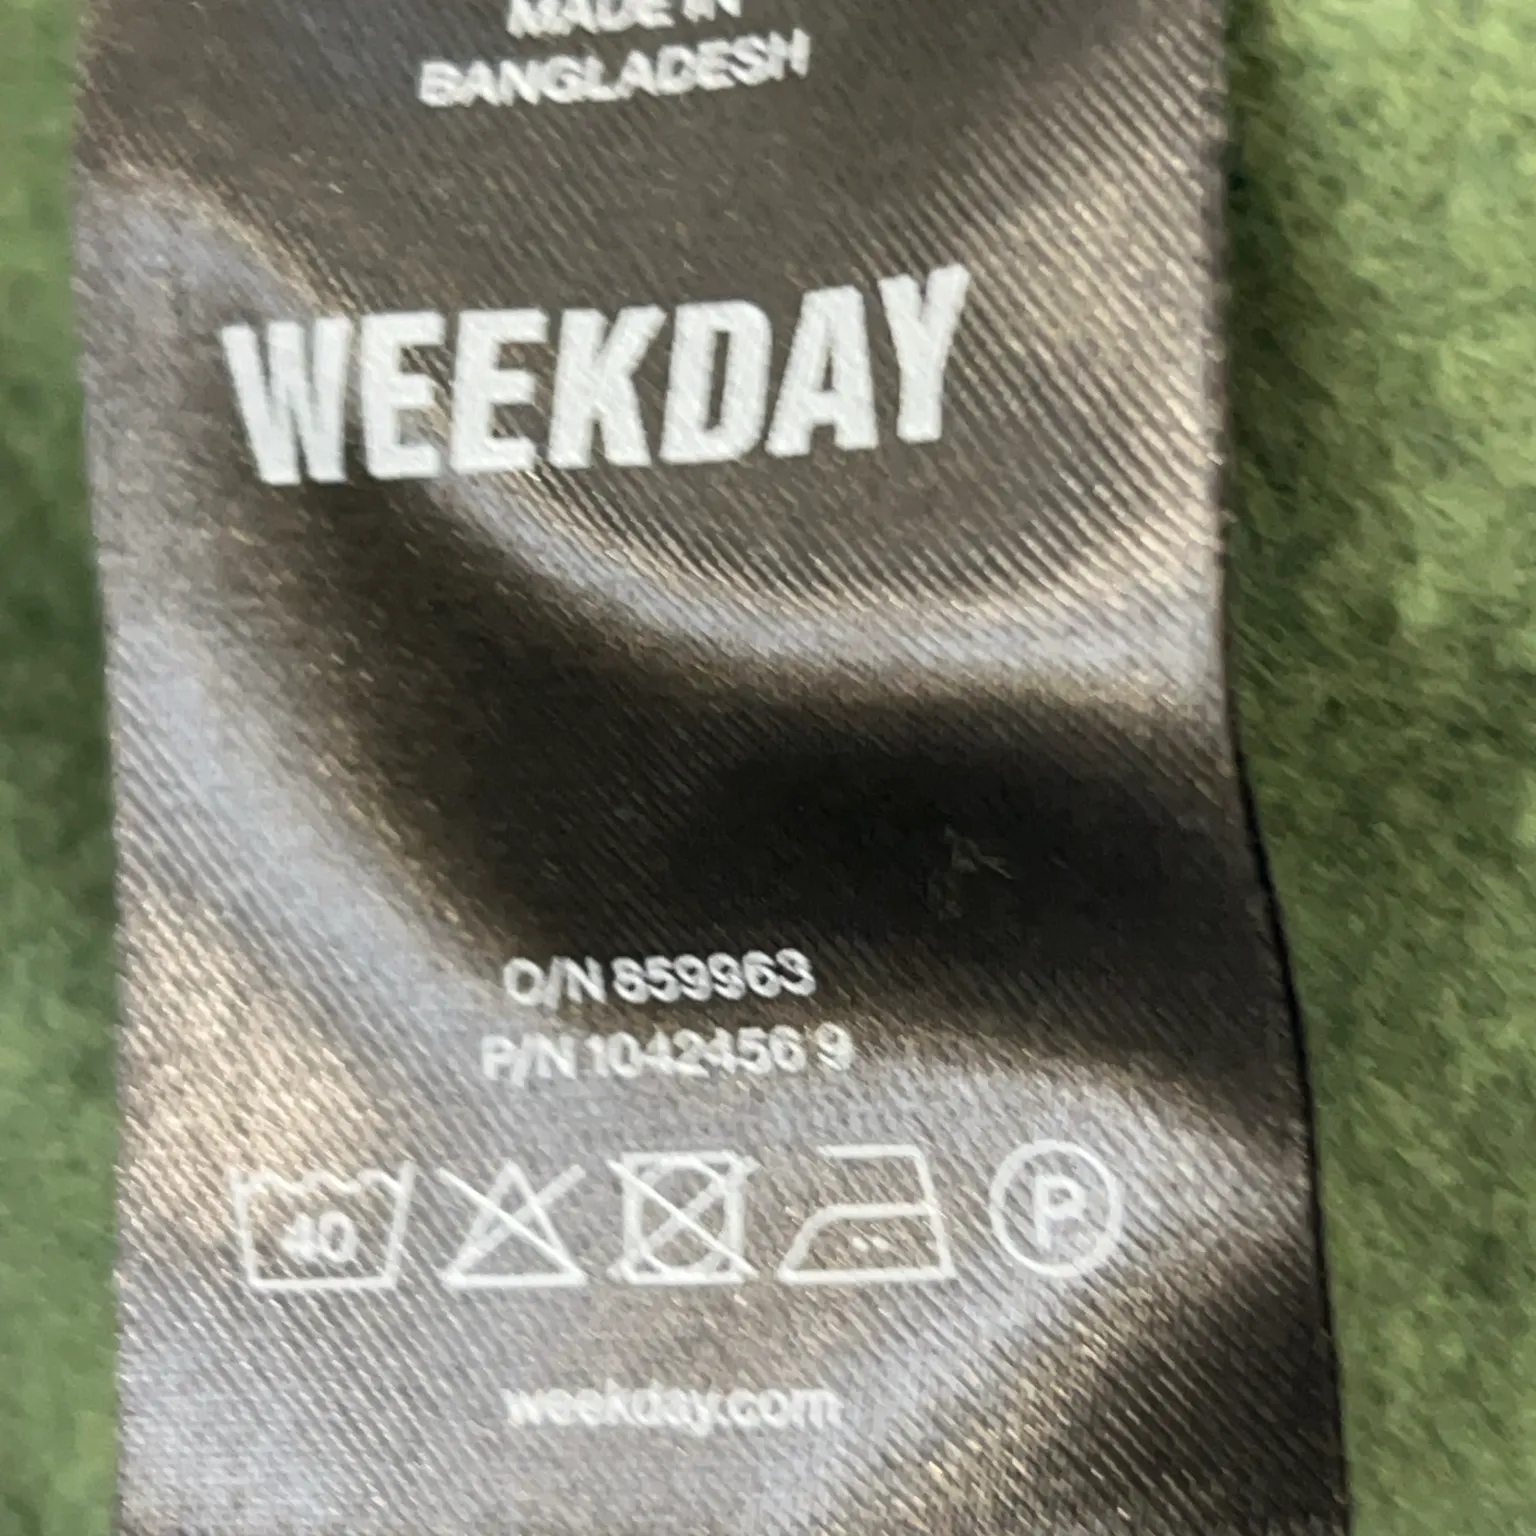 MADE IN
BANGLADESH
WEEKDAY
O/N 859963
P/N 1042456 9
40
P
weekday.com